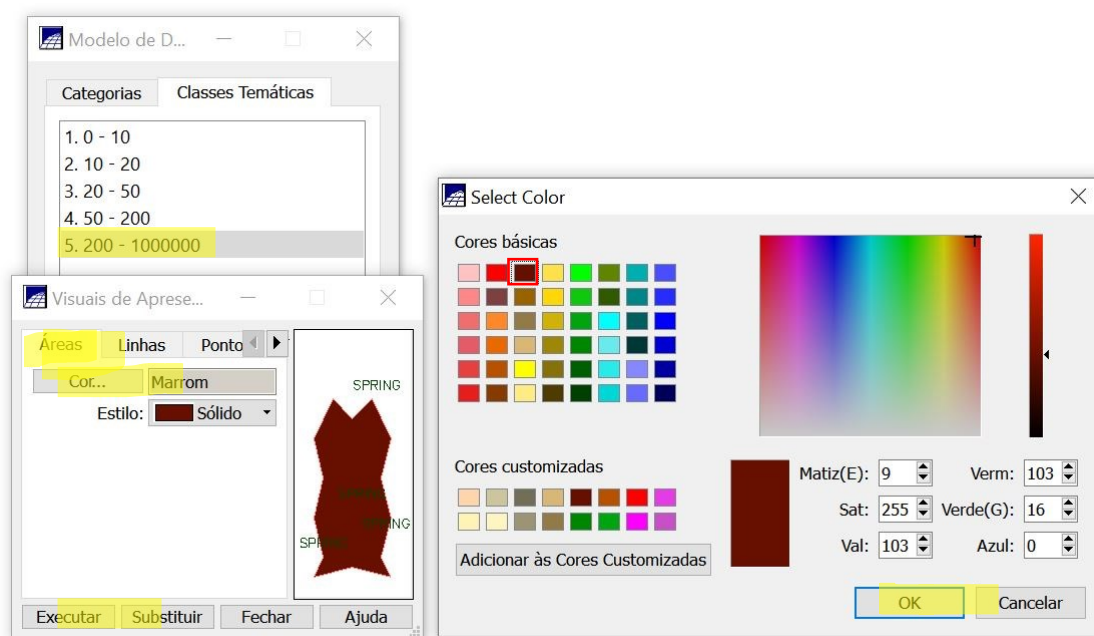 Modelo de D...
Categorias Classes Temáticas
1. 0 - 10
2. 10 - 20
3. 20 - 50
4. 50 - 200
5. 200 - 1000000
Visuais de Aprese...
Áreas Linhas Ponto
Cor... Marrom
Estilo: Sólido
SPRING
SPRING
SPRING
SPRING
Executar Substituir Fechar Ajuda
Select Color
Cores básicas
Cores customizadas
Adicionar às Cores Customizadas
Matiz(E): 9 Verm: 103
Sat: 255 Verde(G): 16
Val: 103 Azul: 0
OK Cancelar